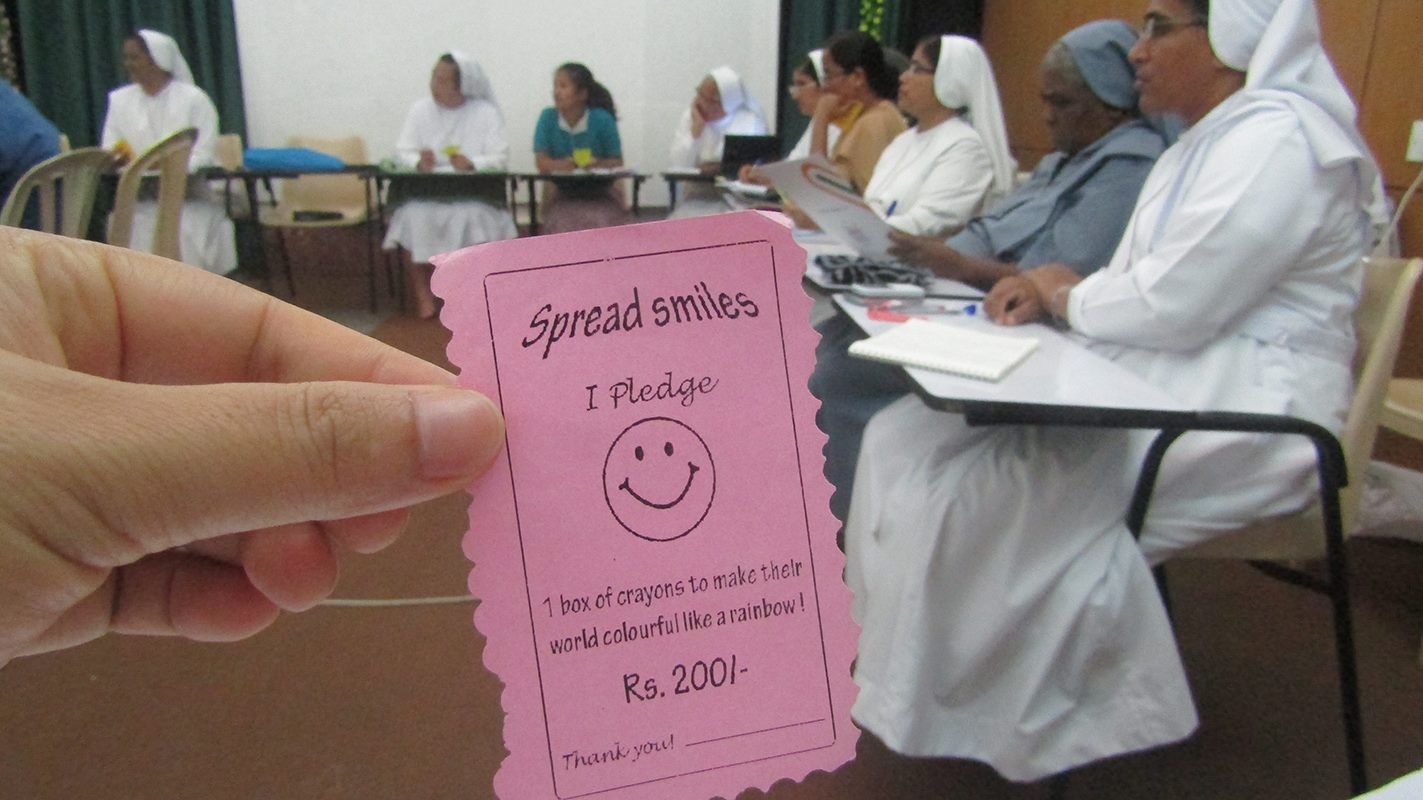 Spread smiles
I Pledge
1 box of crayons to make their
world colourful like a rainbow!
Rs. 200/-
Thank you!